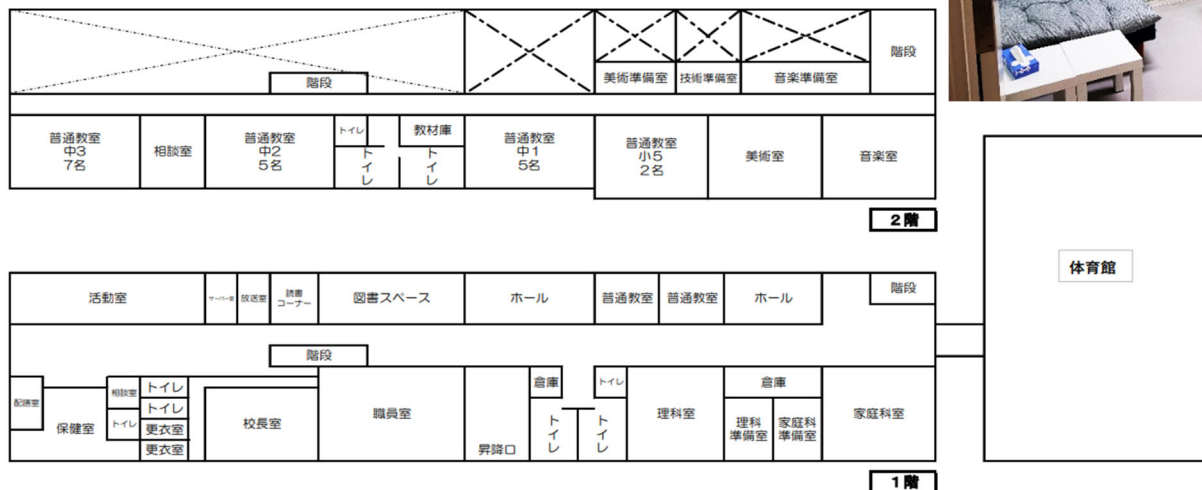 階段
美術準備室
技術準備室
音楽準備室
階段
普通教室
中3
7名
相談室
普通教室
中2
5名
トイレ
トイレ
教材庫
トイレ
普通教室
中1
5名
普通教室
小5
2名
美術室
音楽室
2階
体育館
活動室
サーバー室
放送室
読書
コーナー
図書スペース
ホール
普通教室
普通教室
ホール
階段
階段
配膳室
保健室
相談室
トイレ
トイレ
トイレ
更衣室
更衣室
校長室
職員室
昇降口
倉庫
トイレ
トイレ
トイレ
理科室
倉庫
理科
準備室
家庭科
準備室
家庭科室
1階